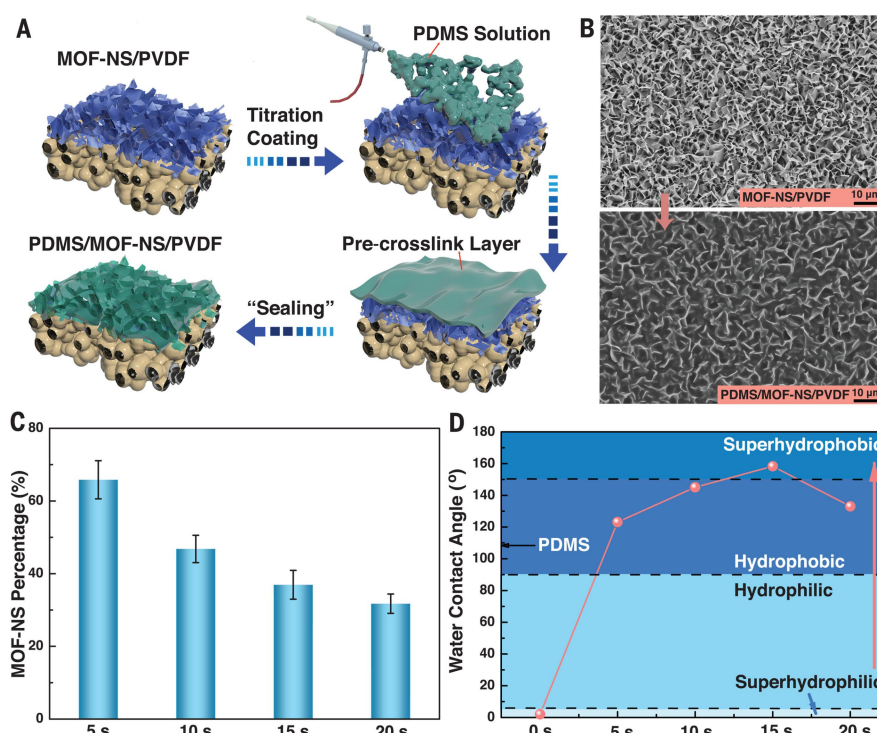 A
MOF-NS/PVDF
PDMS Solution
Titration
Coating
PDMS/MOF-NS/PVDF
Pre-crosslink Layer
“Sealing”
B
MOF-NS/PVDF
10 µm
PDMS/MOF-NS/PVDF
10 µm
C
MOF-NS Percentage (%)
80
60
40
20
0
5 s
10 s
15 s
20 s
D
Water Contact Angle (º)
180
160
140
120
100
80
60
40
20
0
Superhydrophobic
PDMS
Hydrophobic
Hydrophilic
Superhydrophilic
0 s
5 s
10 s
15 s
20 s